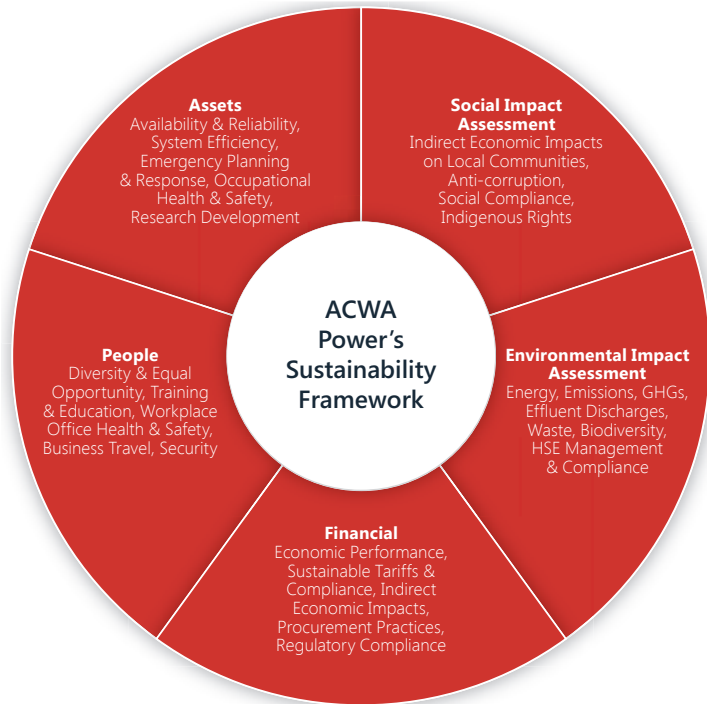 Assets
Availability & Reliability,
System Efficiency,
Emergency Planning
& Response, Occupational
Health & Safety,
Research Development
Social Impact
Assessment
Indirect Economic Impacts
on Local Communities,
Anti-corruption,
Social Compliance,
Indigenous Rights
ACWA
Power’s
Sustainability
Framework
People
Diversity & Equal
Opportunity, Training
& Education, Workplace
Office Health & Safety,
Business Travel, Security
Environmental Impact
Assessment
Energy, Emissions, GHGs,
Effluent Discharges,
Waste, Biodiversity,
HSE Management
& Compliance
Financial
Economic Performance,
Sustainable Tariffs &
Compliance, Indirect
Economic Impacts,
Procurement Practices,
Regulatory Compliance